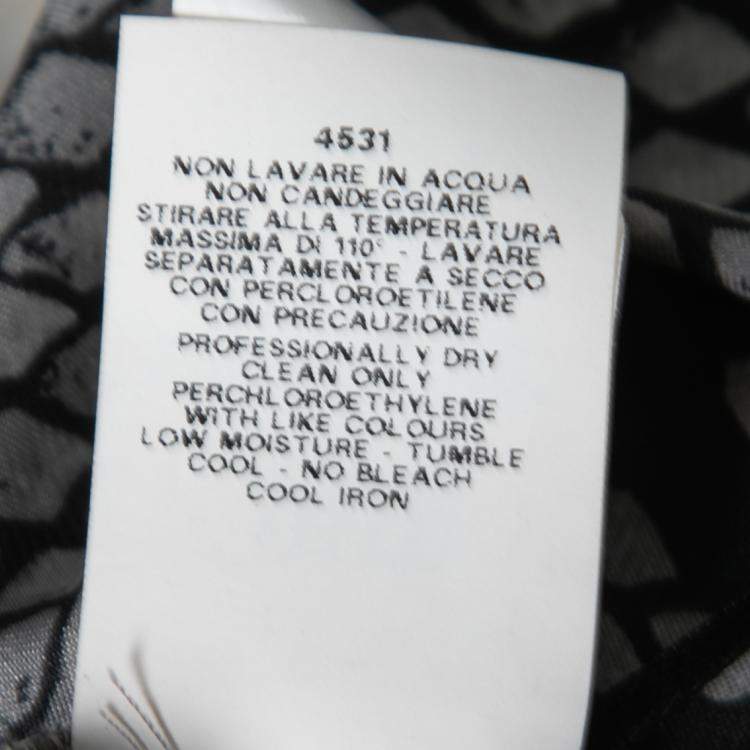 4531
NON LAVARE IN ACQUA
NON CANDEGGIARE
STIRARE ALLA TEMPERATURA
MASSIMA DI 110° - LAVARE
SEPARATAMENTE A SECCO
CON PERCLOROETILENE
CON PRECAUZIONE
PROFESSIONALLY DRY
CLEAN ONLY
PERCHLOROETHYLENE
WITH LIKE COLOURS
LOW MOISTURE - TUMBLE
COOL - NO BLEACH
COOL IRON